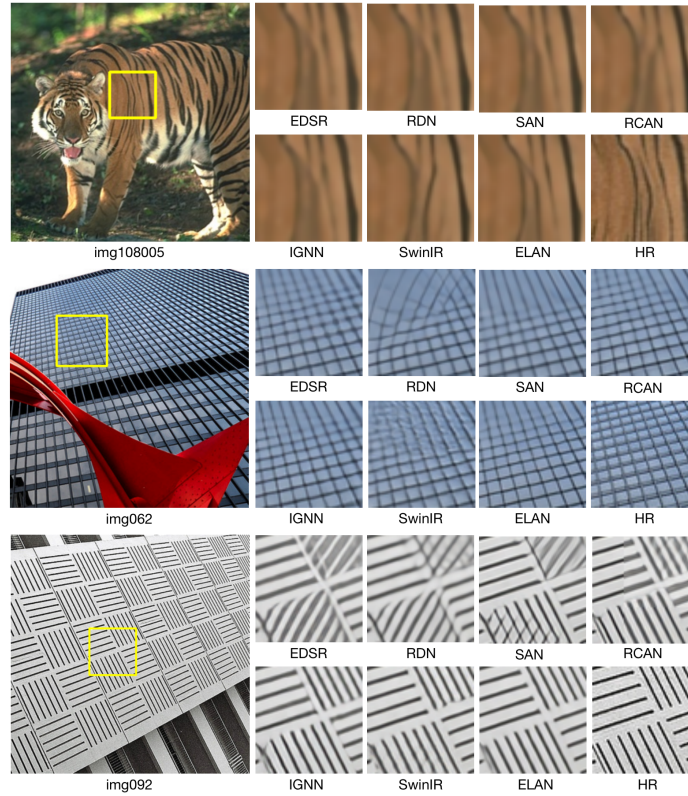 EDSR RDN SAN RCAN
img108005 IGNN SwinIR ELAN HR
EDSR RDN SAN RCAN
img062 IGNN SwinIR ELAN HR
EDSR RDN SAN RCAN
img092 IGNN SwinIR ELAN HR